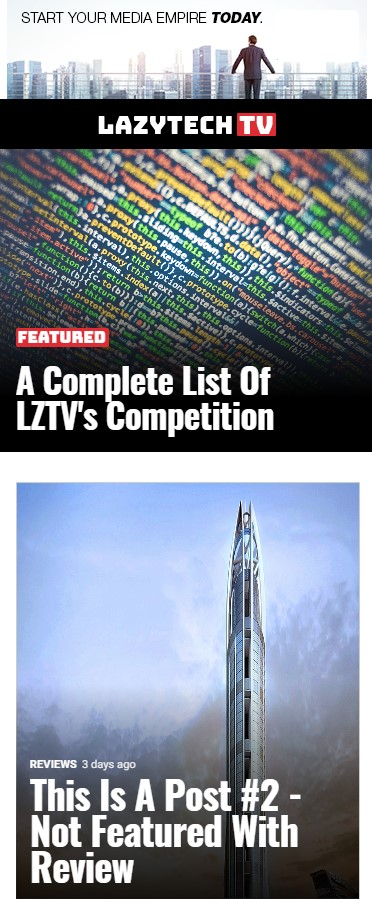 START YOUR MEDIA EMPIRE TODAY.
LAZYTECH TV
FEATURED
A Complete List Of
LZTV's Competition
REVIEWS 3 days ago
This Is A Post #2 -
Not Featured With
Review